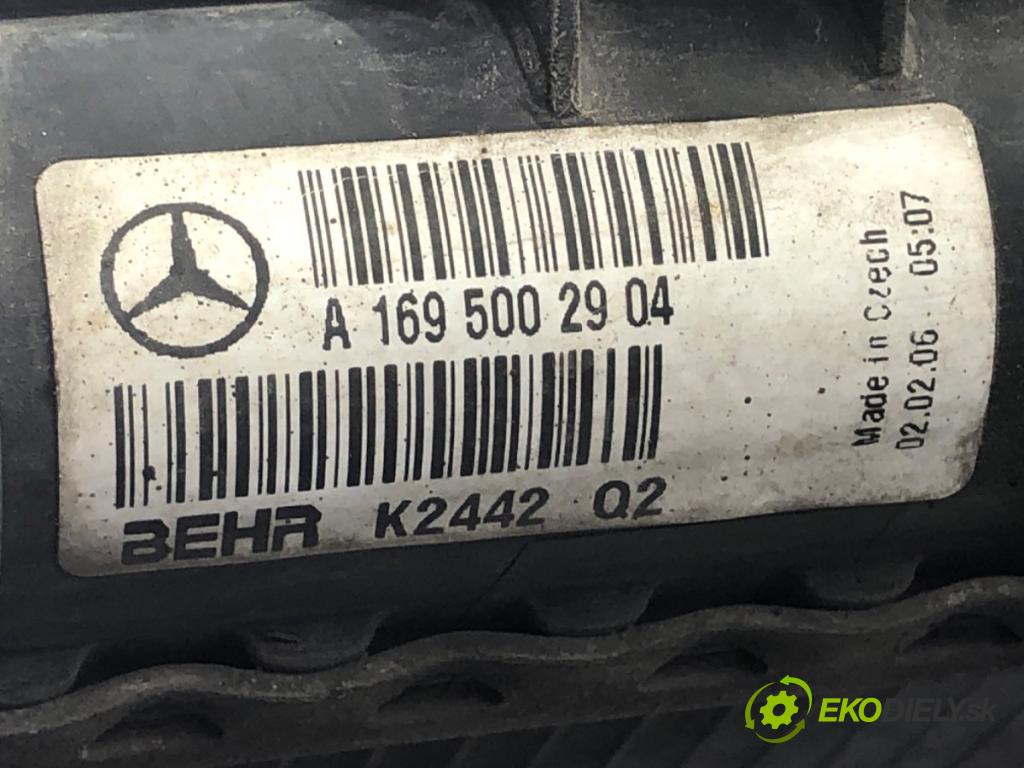 A 169 500 29 04
BEHR K2442 Q2
Made in Czech
02.02.06 05:07
EKODIELY.sk